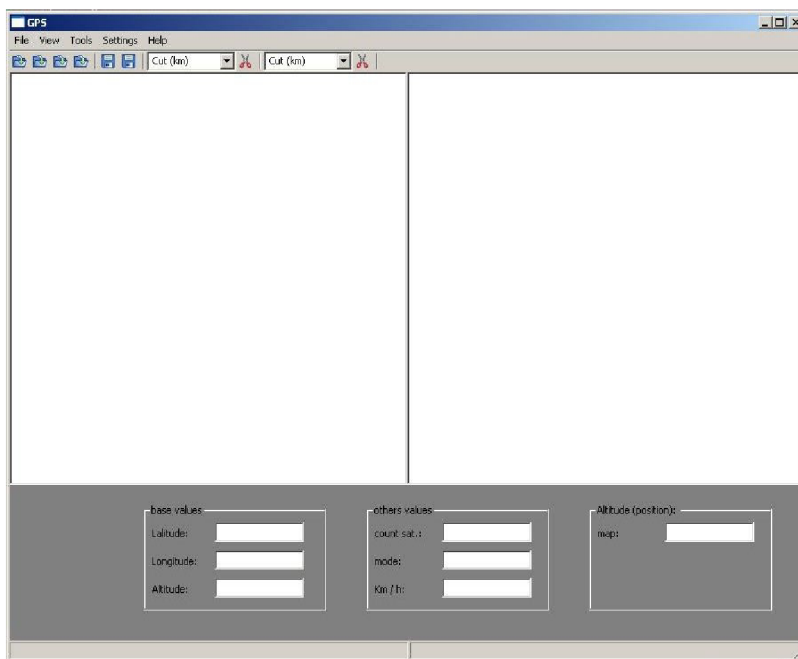 GPS
File View Tools Settings Help
Cut (km) Cut (km)
base values others values Altitude (position):
Lalitude: count sat.: map:
Longitude: mode:
Altitude: Km / h: